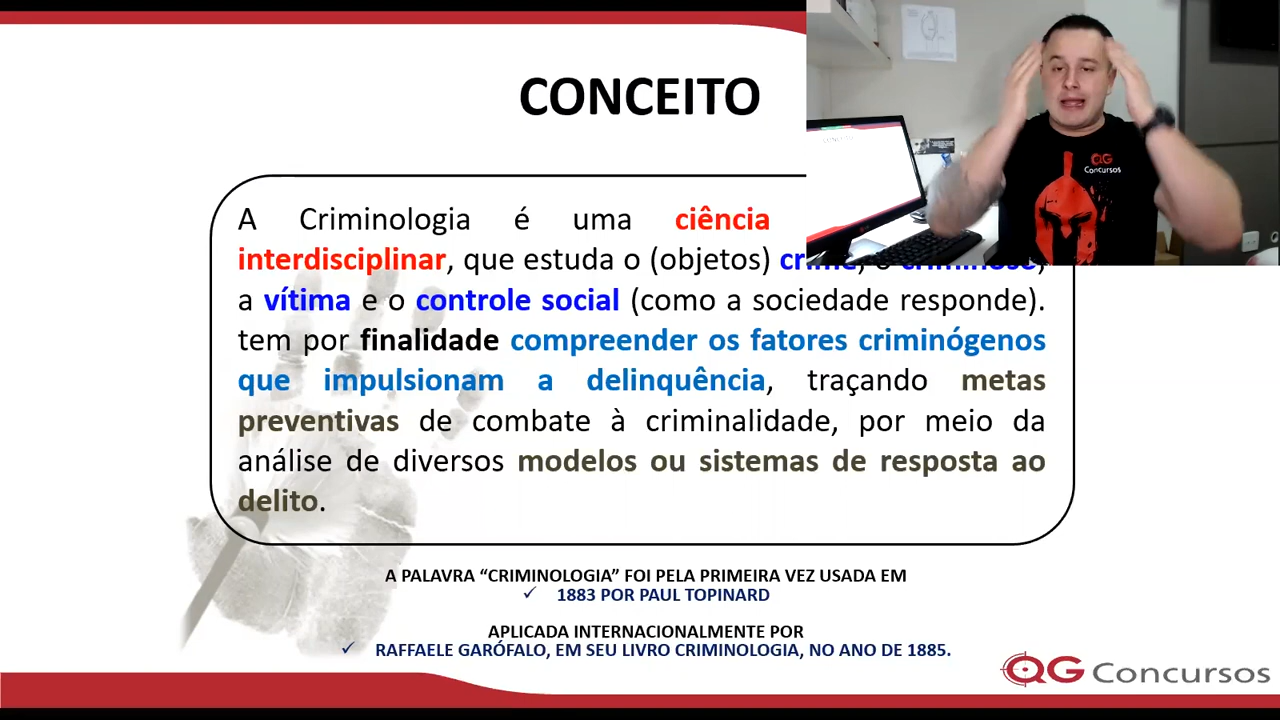 CONCEITO
A Criminologia é uma ciência
interdisciplinar, que estuda o (objetos) crime, o criminoso,
a vítima e o controle social (como a sociedade responde).
tem por finalidade compreender os fatores criminógenos
que impulsionam a delinquência, traçando metas
preventivas de combate à criminalidade, por meio da
análise de diversos modelos ou sistemas de resposta ao
delito.
A PALAVRA “CRIMINOLOGIA” FOI PELA PRIMEIRA VEZ USADA EM
✓ 1883 POR PAUL TOPINARD
APLICADA INTERNACIONALMENTE POR
✓ RAFFAELE GARÓFALO, EM SEU LIVRO CRIMINOLOGIA, NO ANO DE 1885.
QG Concursos
QG
Concursos
CONCEITO